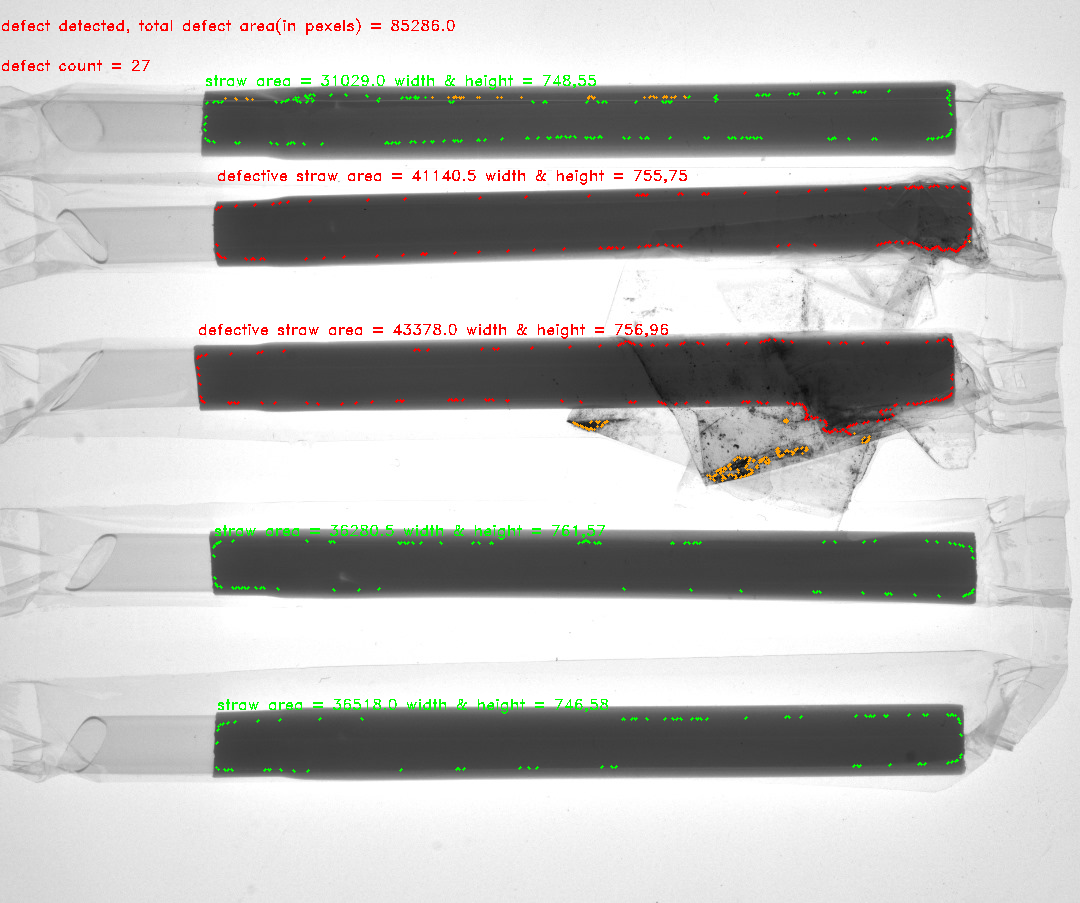 defect detected, total defect area(in pexels) = 85286.0
defect count = 27
straw area = 31029.0 width & height = 748,55
defective straw area = 41140.5 width & height = 755,75
defective straw area = 43378.0 width & height = 756,96
straw area = 36280.5 width & height = 761,57
straw area = 36518.0 width & height = 746,58